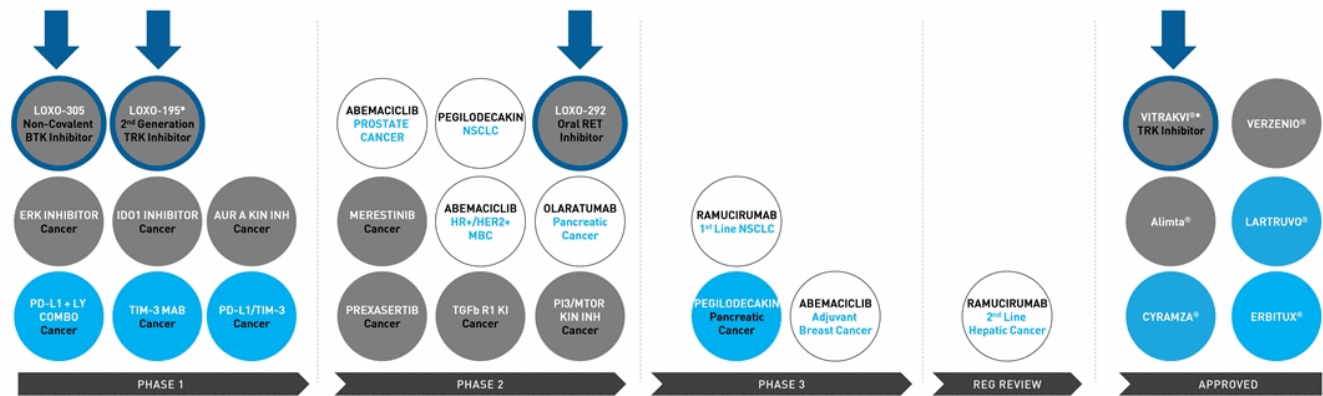 LOXO-305
Non-Covalent
BTK Inhibitor
LOXO-195*
2nd Generation
TRK Inhibitor
ERK INHIBITOR
Cancer
IDO1 INHIBITOR
Cancer
AUR A KIN INH
Cancer
PD-L1 + LY
COMBO
Cancer
TIM-3 MAB
Cancer
PD-L1/TIM-3
Cancer
PHASE 1
ABEMACICLIB
PROSTATE
CANCER
PEGILODECAKIN
NSCLC
LOXO-292
Oral RET
Inhibitor
MERESTINIB
Cancer
ABEMACICLIB
HR+/HER2+
MBC
OLARATUMAB
Pancreatic
Cancer
PREXASERTIB
Cancer
TGFb R1 KI
Cancer
PI3/MTOR
KIN INH
Cancer
PHASE 2
RAMUCIRUMAB
1st Line NSCLC
PEGILODECAKIN
Pancreatic
Cancer
ABEMACICLIB
Adjuvant
Breast Cancer
PHASE 3
RAMUCIRUMAB
2nd Line
Hepatic Cancer
REG REVIEW
VITRAKVI®*
TRK Inhibitor
VERZENIO®
Alimta®
LARTRUVO®
CYRAMZA®
ERBITUX®
APPROVED